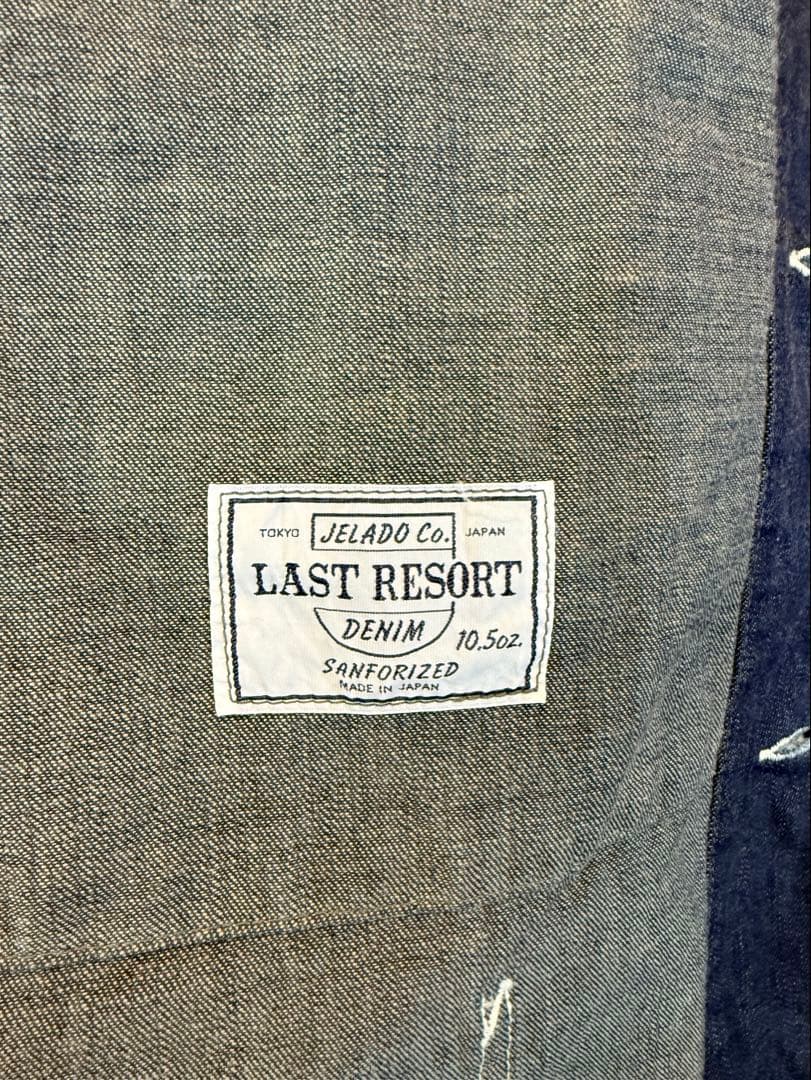 TOKYO JELADO Co. JAPAN
LAST RESORT
DENIM 10.5oz.
SANFORIZED
MADE IN JAPAN